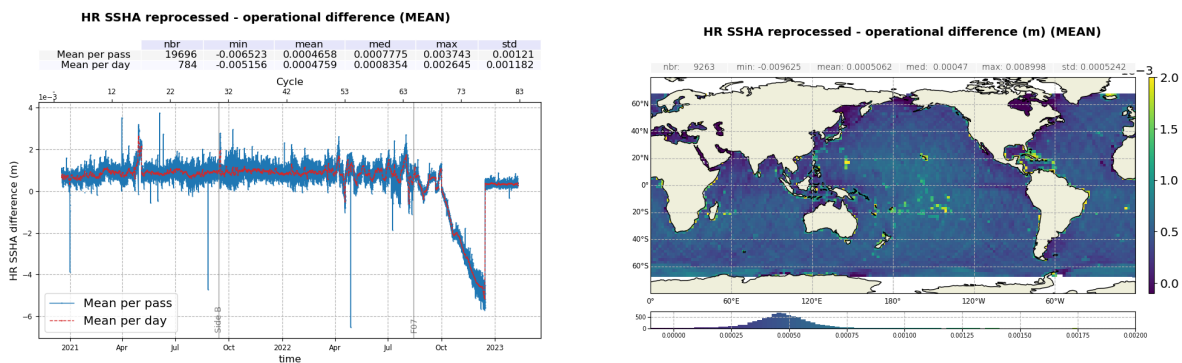 HR SSHA reprocessed - operational difference (MEAN)
nbr min mean med max std
Mean per pass 19696 -0.006523 0.0004658 0.0007775 0.003743 0.00121
Mean per day 784 -0.005156 0.0004759 0.0008354 0.002645 0.001182
Cycle
12 20 32 42 53 65 73 83
1e−3
4
2
0
−2
−4
−6
HR SSHA difference (m)
Side B
F07
Mean per pass
Mean per day
2021 Apr Jul Oct 2022 Apr Jul Oct 2023
time
HR SSHA reprocessed - operational difference (m) (MEAN)
nbr: 9263 min: -0.009625 mean: 0.0005062 med: 0.00047 max: 0.008998 std: 0.0005242
2.0
1.5
1.0
0.5
0.0
60°N
40°N
20°N
0°
20°S
40°S
60°S
0° 60°E 120°E 180° 120°W 60°W
500
0
0.00000 0.00025 0.00050 0.00075 0.00100 0.00125 0.00150 0.00175 0.00200